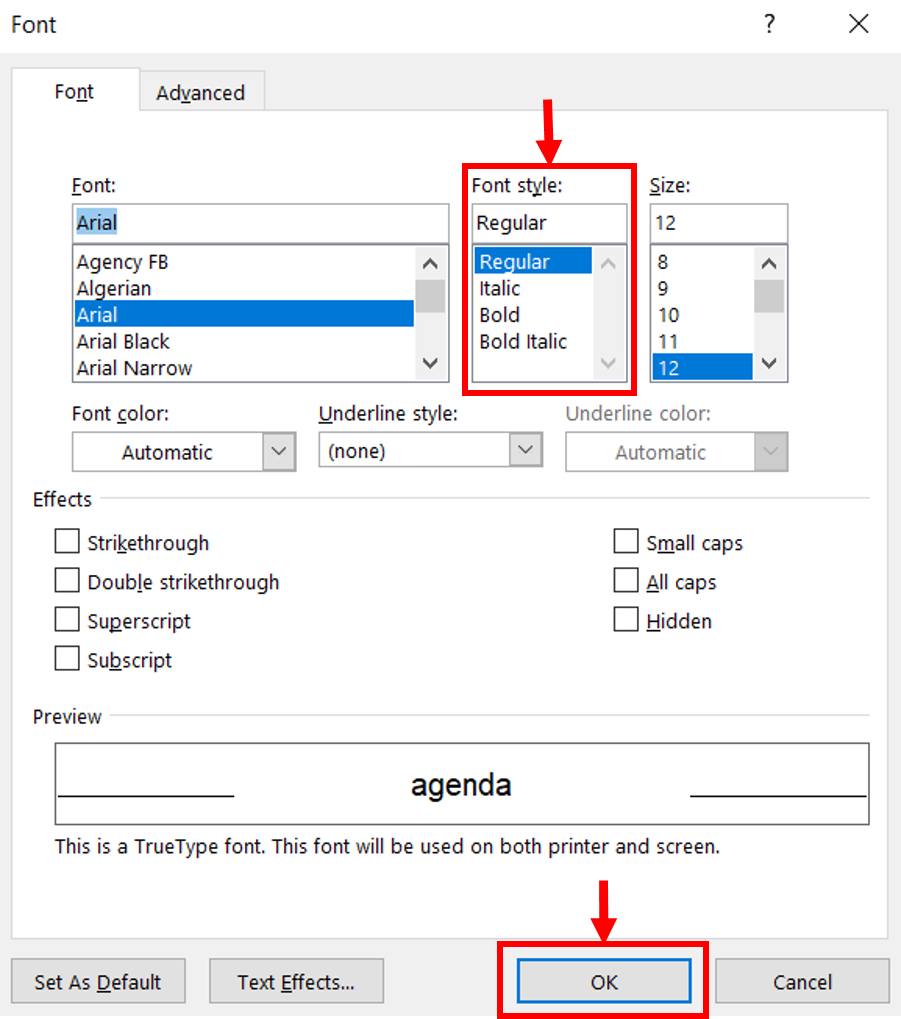 Font ?
Font Advanced
Font: Font style: Size:
Arial Regular 12
Agency FB Regular 8
Algerian Italic 9
Arial Bold 10
Arial Black Bold Italic 11
Arial Narrow 12
Font color: Underline style: Underline color:
Automatic (none) Automatic
Effects
Strikethrough Small caps
Double strikethrough All caps
Superscript Hidden
Subscript
Preview
agenda
This is a TrueType font. This font will be used on both printer and screen.
Set As Default Text Effects... OK Cancel